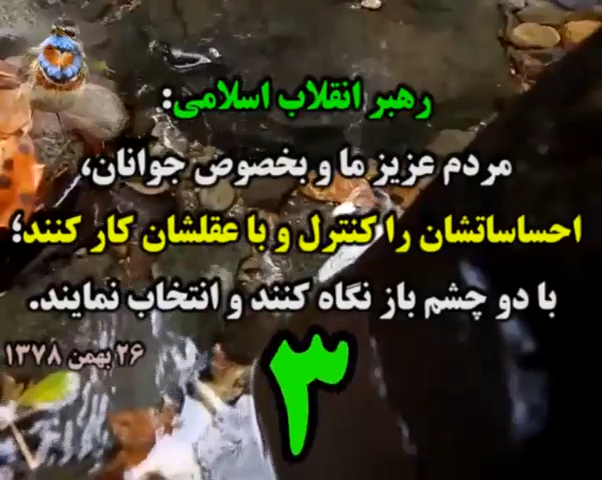 رهبر انقلاب اسلامی:
مردم عزیز ما و بخصوص جوانان،
احساساتشان را کنترل و با عقلشان کار کنند؛
با دو چشم باز نگاه کنند و انتخاب نمایند.
۲۶ بهمن ۱۳۷۸
۳